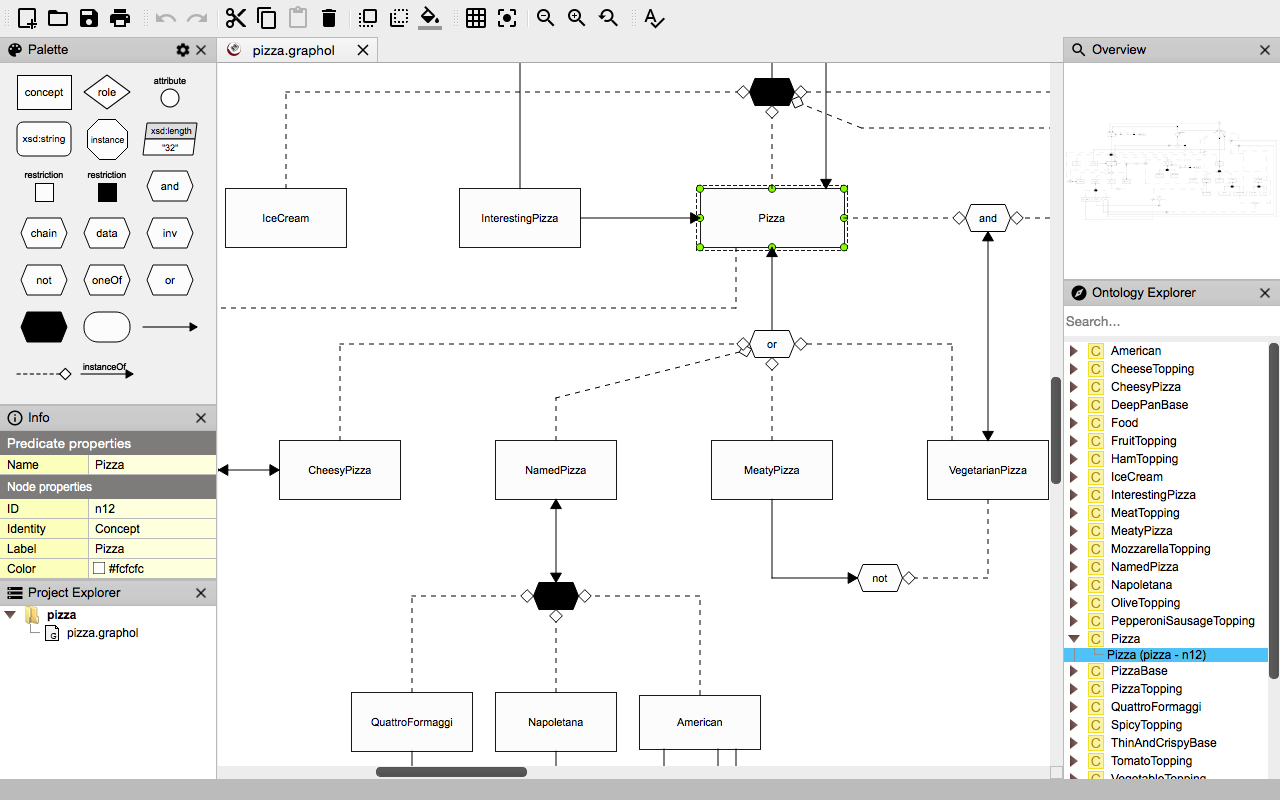 Palette
pizza.graphol
Overview
concept
role
attribute
xsd:string
instance
xsd:length
"32"
restriction
restriction
and
chain
data
inv
not
oneOf
or
instanceOf
Info
Predicate properties
Name Pizza
Node properties
ID n12
Identity Concept
Label Pizza
Color #fcfcfc
Project Explorer
pizza
pizza.graphol
G
IceCream
InterestingPizza
Pizza
and
or
CheesyPizza
NamedPizza
MeatyPizza
VegetarianPizza
not
QuattroFormaggi
Napoletana
American
Ontology Explorer
Search...
C American
C CheeseTopping
C CheesyPizza
C DeepPanBase
C Food
C FruitTopping
C HamTopping
C IceCream
C InterestingPizza
C MeatTopping
C MeatyPizza
C MozzarellaTopping
C NamedPizza
C Napoletana
C OliveTopping
C PepperoniSausageTopping
C Pizza
Pizza (pizza - n12)
C PizzaBase
C PizzaTopping
C QuattroFormaggi
C SpicyTopping
C ThinAndCrispyBase
C TomatoTopping
C VegetableTopping